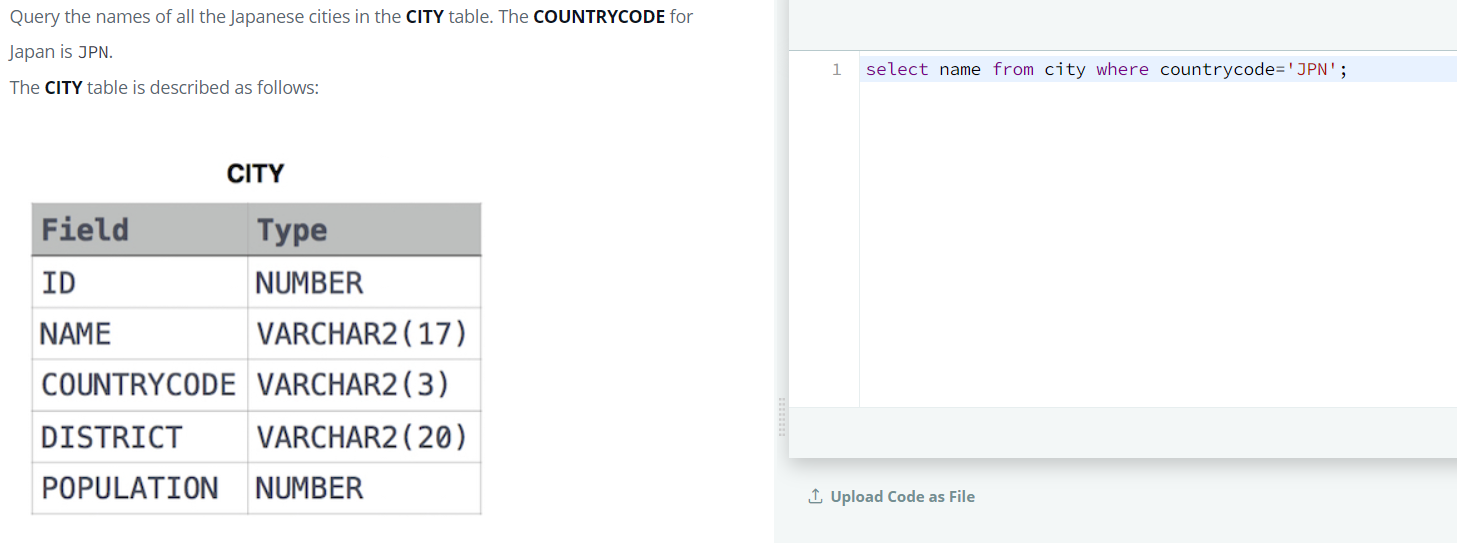 Query the names of all the Japanese cities in the CITY table. The COUNTRYCODE for
Japan is JPN.
The CITY table is described as follows:
CITY
Field Type
ID NUMBER
NAME VARCHAR2(17)
COUNTRYCODE VARCHAR2(3)
DISTRICT VARCHAR2(20)
POPULATION NUMBER
1 select name from city where countrycode='JPN';
Upload Code as File